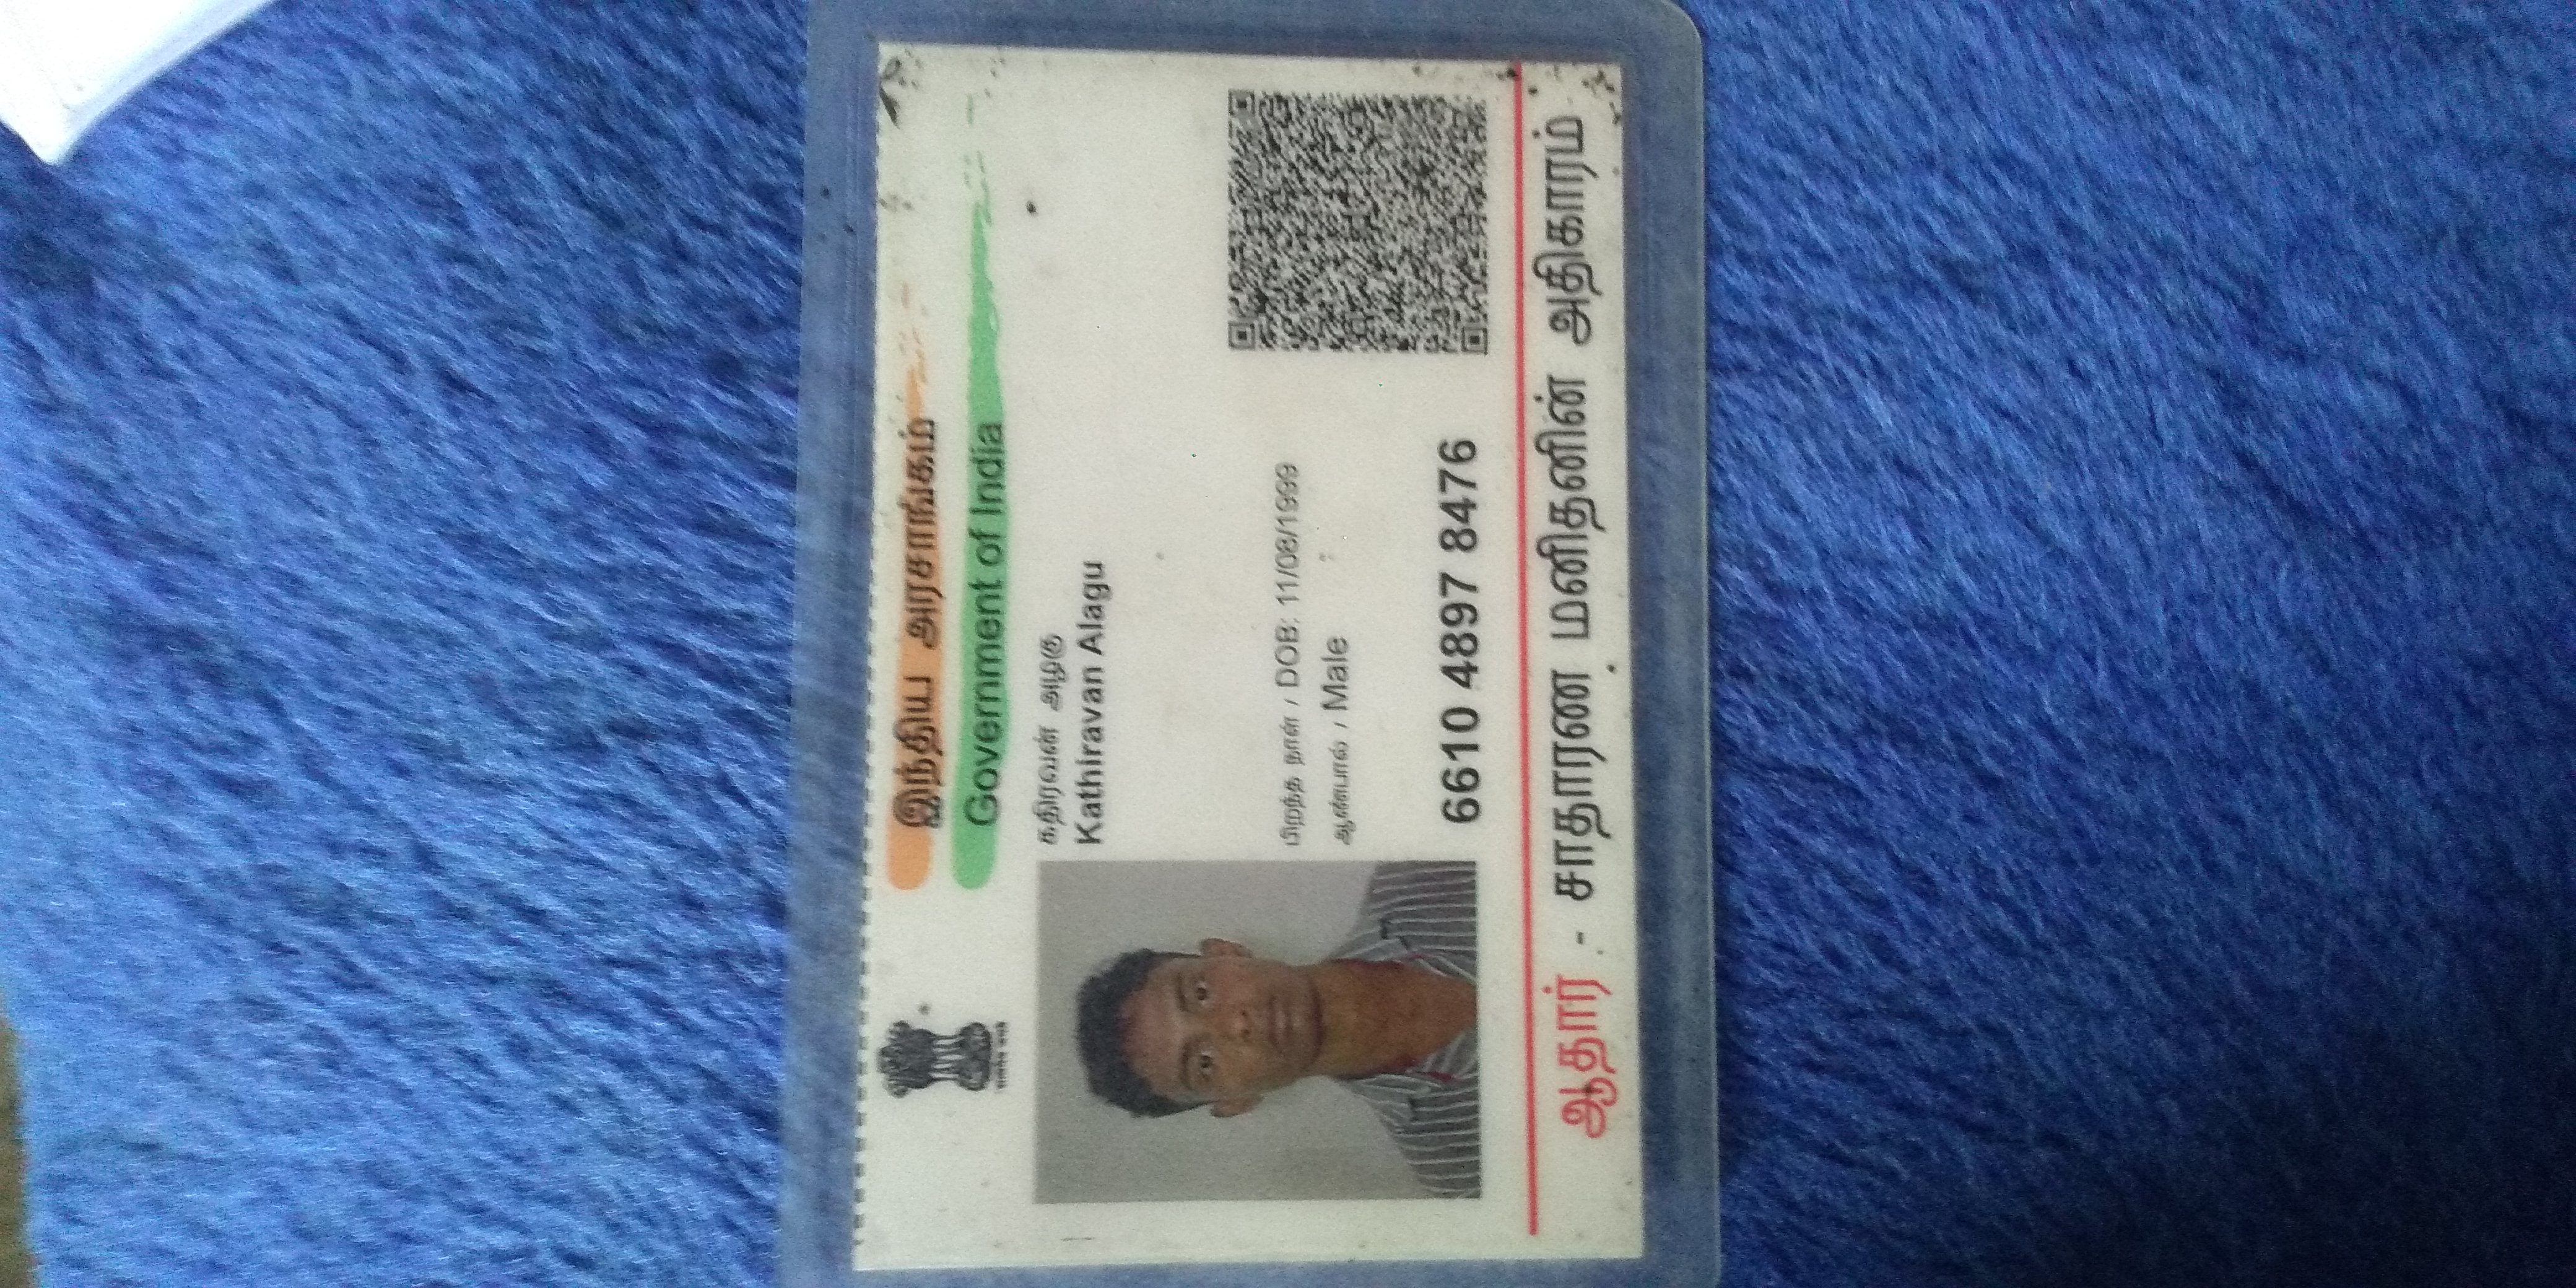 இந்திய அரசாங்கம்
Government of India
கதிரவன் அழகு
Kathiravan Alagu
பிறந்த நாள் / DOB: 11/08/1999
ஆண்பால் / Male
6610 4897 8476
ஆதார் - சாதாரண மனிதனின் அதிகாரம்